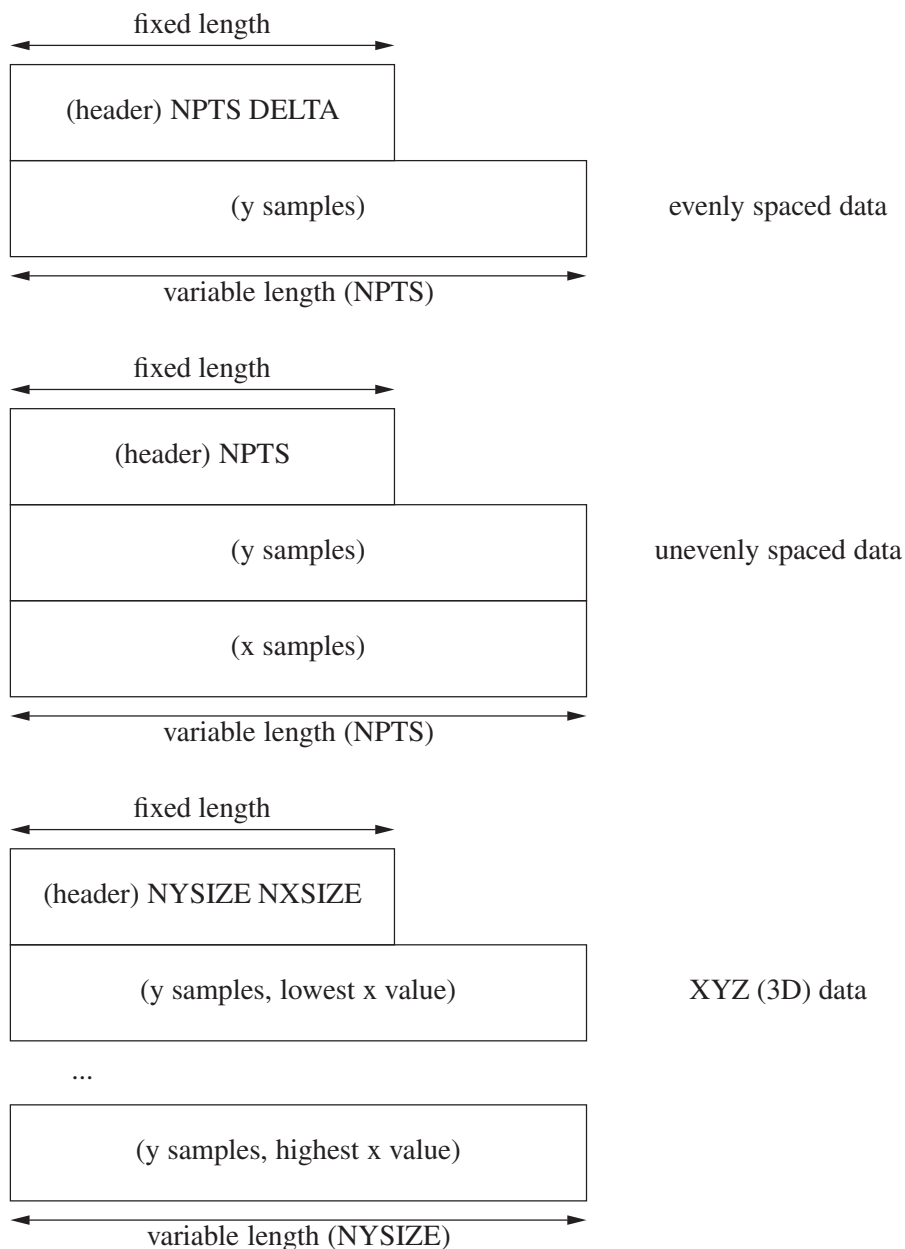 fixed length
(header) NPTS DELTA
(y samples)
evenly spaced data
variable length (NPTS)
fixed length
(header) NPTS
(y samples)
unevenly spaced data
(x samples)
variable length (NPTS)
fixed length
(header) NYSIZE NXSIZE
(y samples, lowest x value)
XYZ (3D) data
...
(y samples, highest x value)
variable length (NYSIZE)